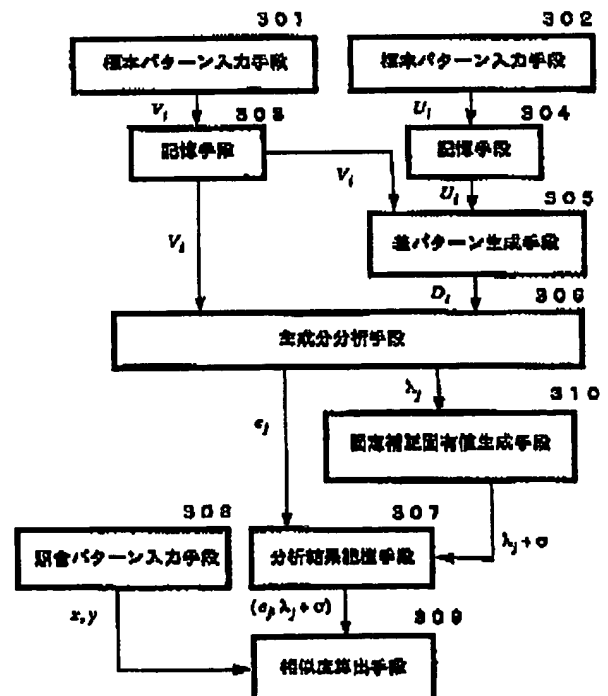 301
302
標本パターン入力手段
標本パターン入力手段
V_i
303
U_i
304
記憶手段
記憶手段
V_i
U_i
305
V_i
差パターン生成手段
D_i
306
主成分分析手段
λ_j
310
e_j
固定補正固有値生成手段
308
307
照合パターン入力手段
分析結果記憶手段
λ_j + σ
x, y
(e_j, λ_j + σ)
309
相似度算出手段